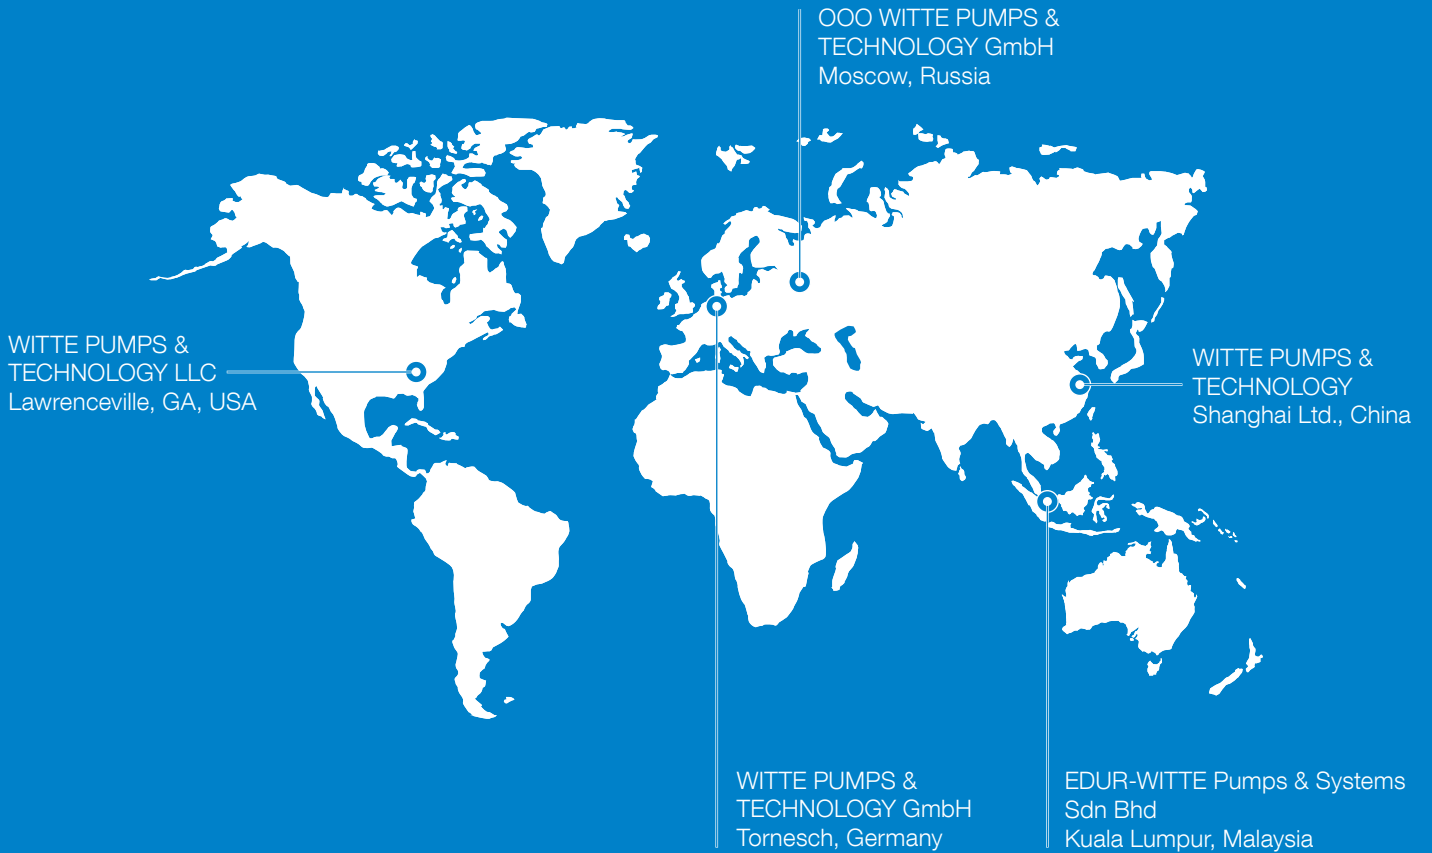 OOO WITTE PUMPS &
TECHNOLOGY GmbH
Moscow, Russia
WITTE PUMPS &
TECHNOLOGY LLC
Lawrenceville, GA, USA
WITTE PUMPS &
TECHNOLOGY
Shanghai Ltd., China
WITTE PUMPS &
TECHNOLOGY GmbH
Tornesch, Germany
EDUR-WITTE Pumps & Systems
Sdn Bhd
Kuala Lumpur, Malaysia